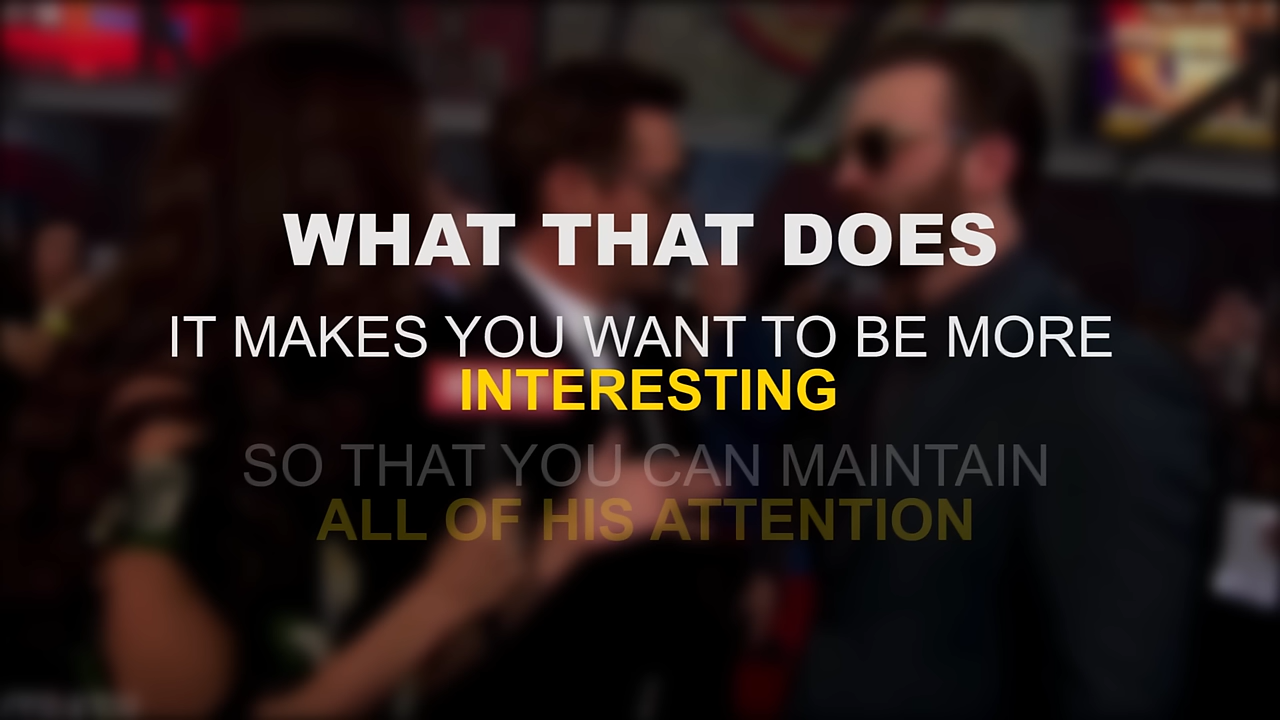 WHAT THAT DOES
IT MAKES YOU WANT TO BE MORE
INTERESTING
SO THAT YOU CAN MAINTAIN
ALL OF HIS ATTENTION